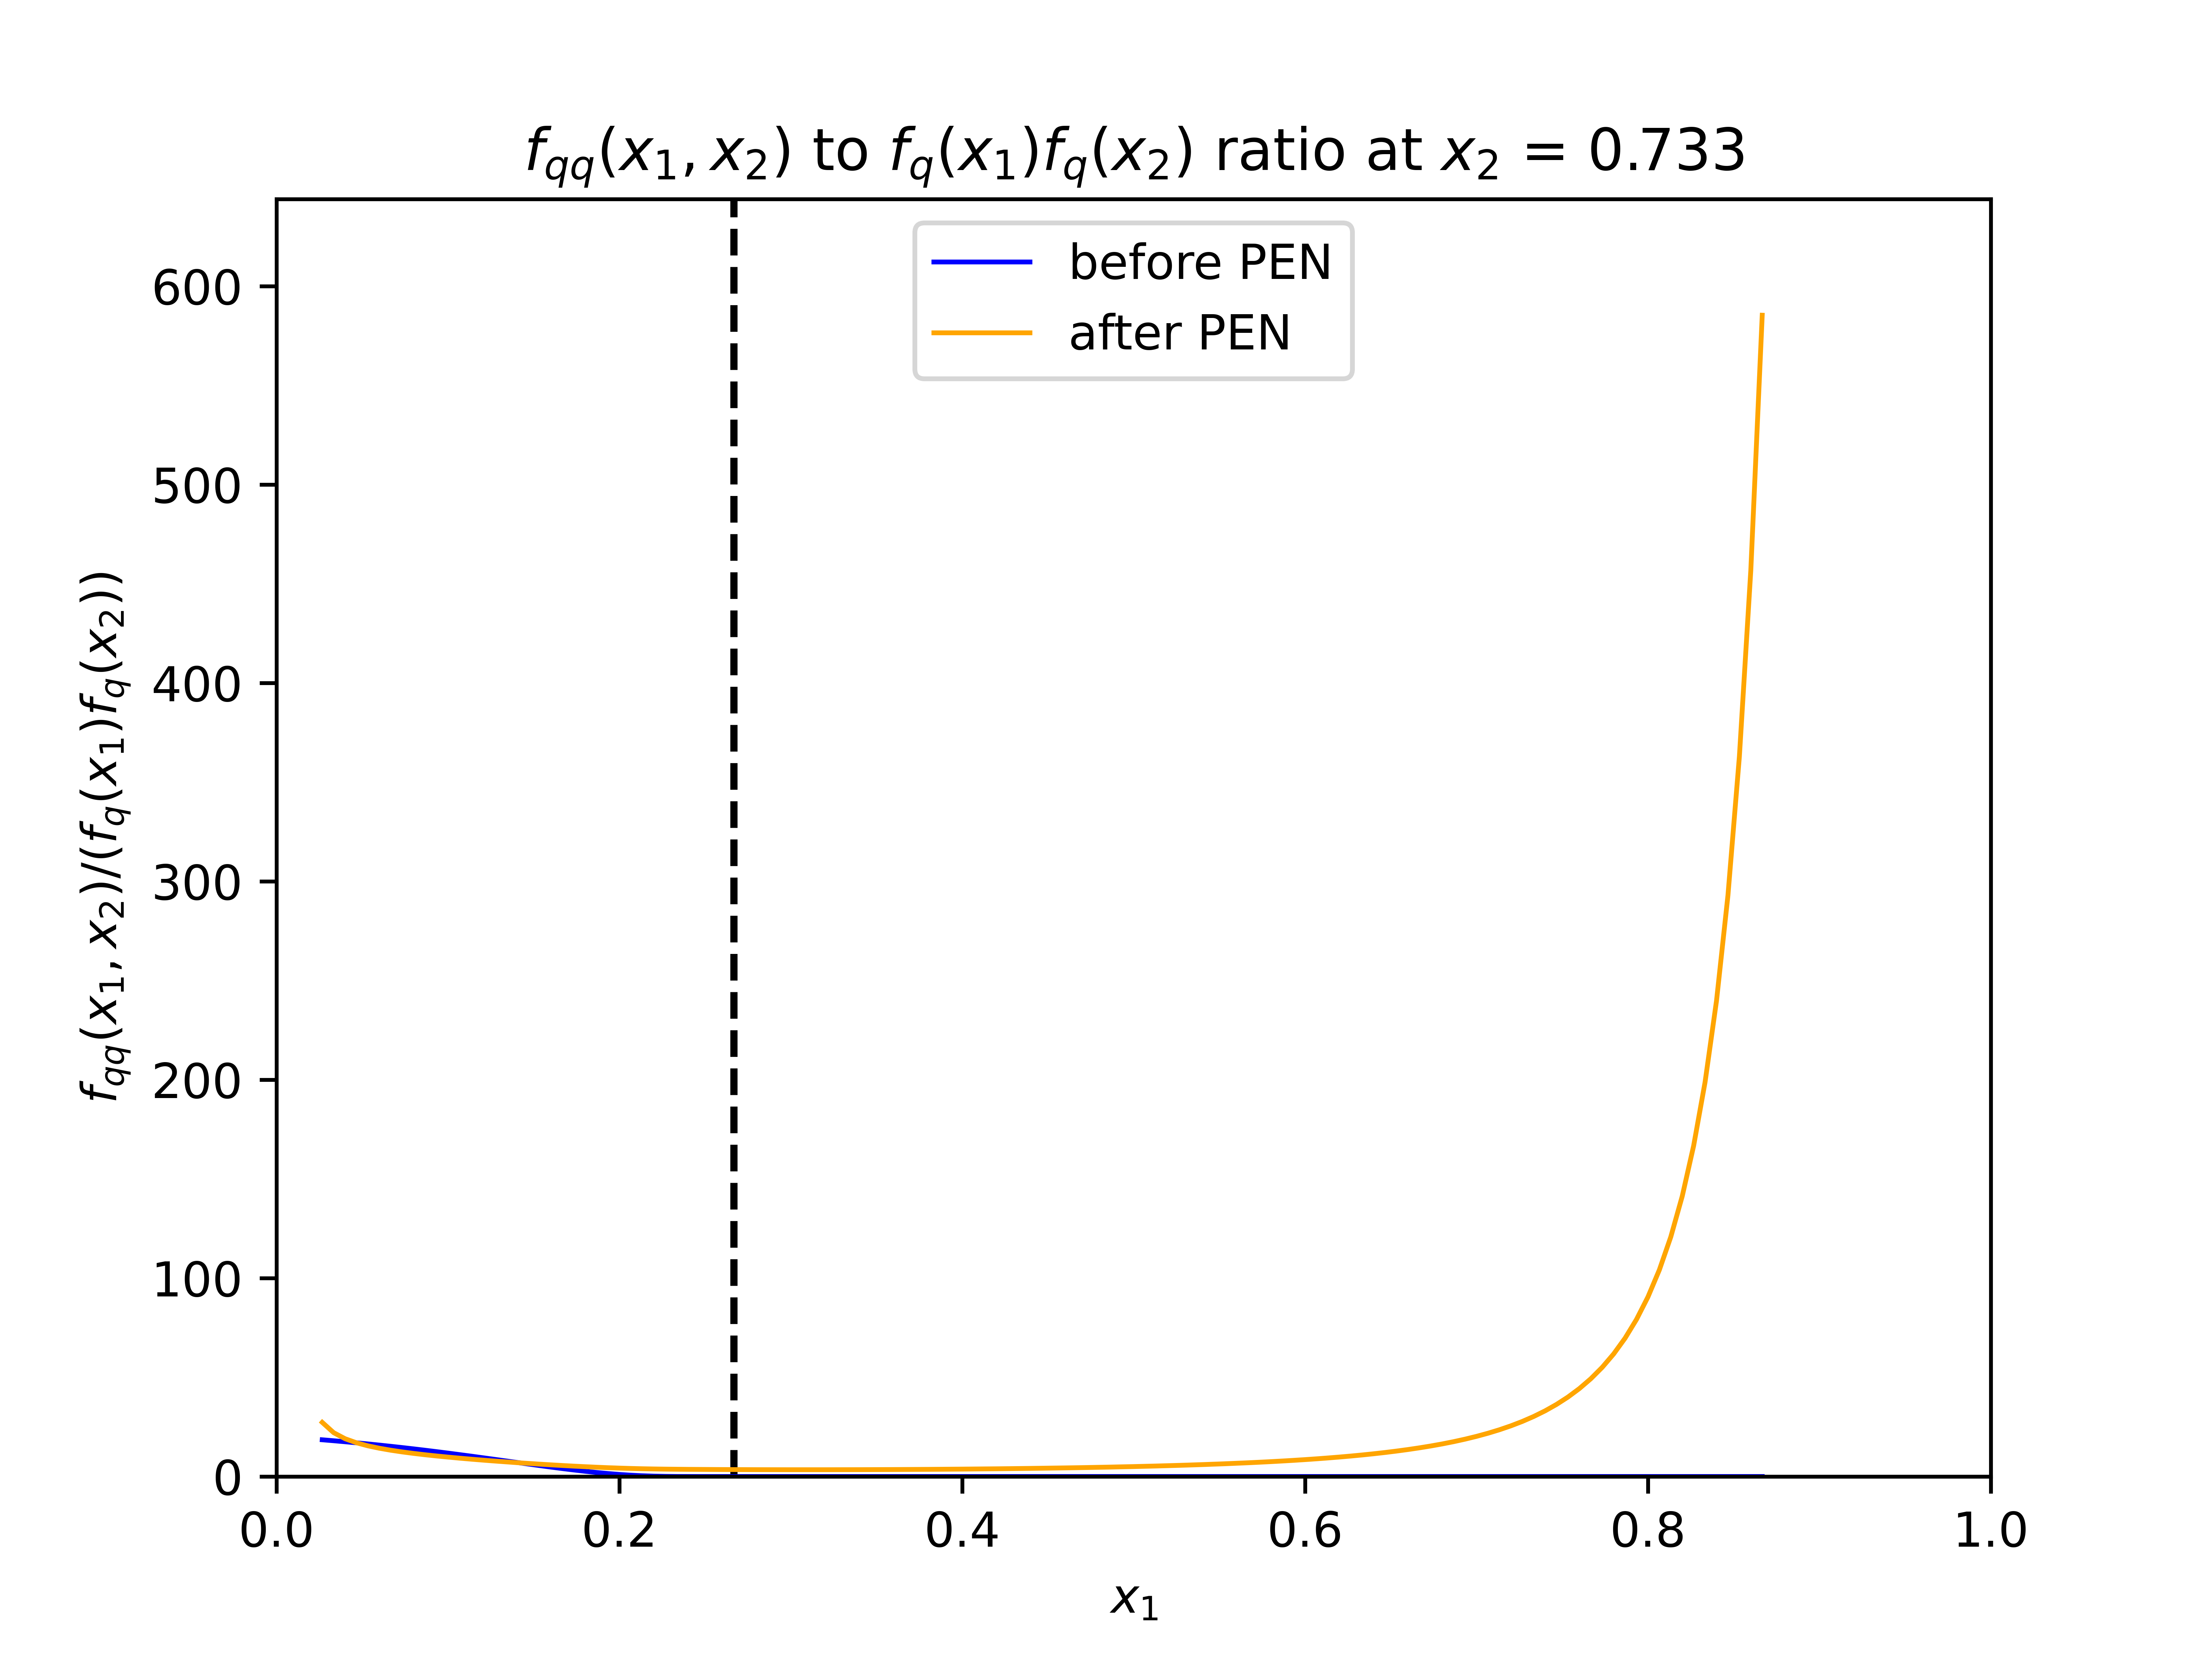 f_qq(x_1, x_2) to f_q(x_1)f_q(x_2) ratio at x_2 = 0.733
before PEN
after PEN
f_qq(x_1, x_2)/(f_q(x_1)f_q(x_2))
600
500
400
300
200
100
0
0.0 0.2 0.4 0.6 0.8 1.0
x_1